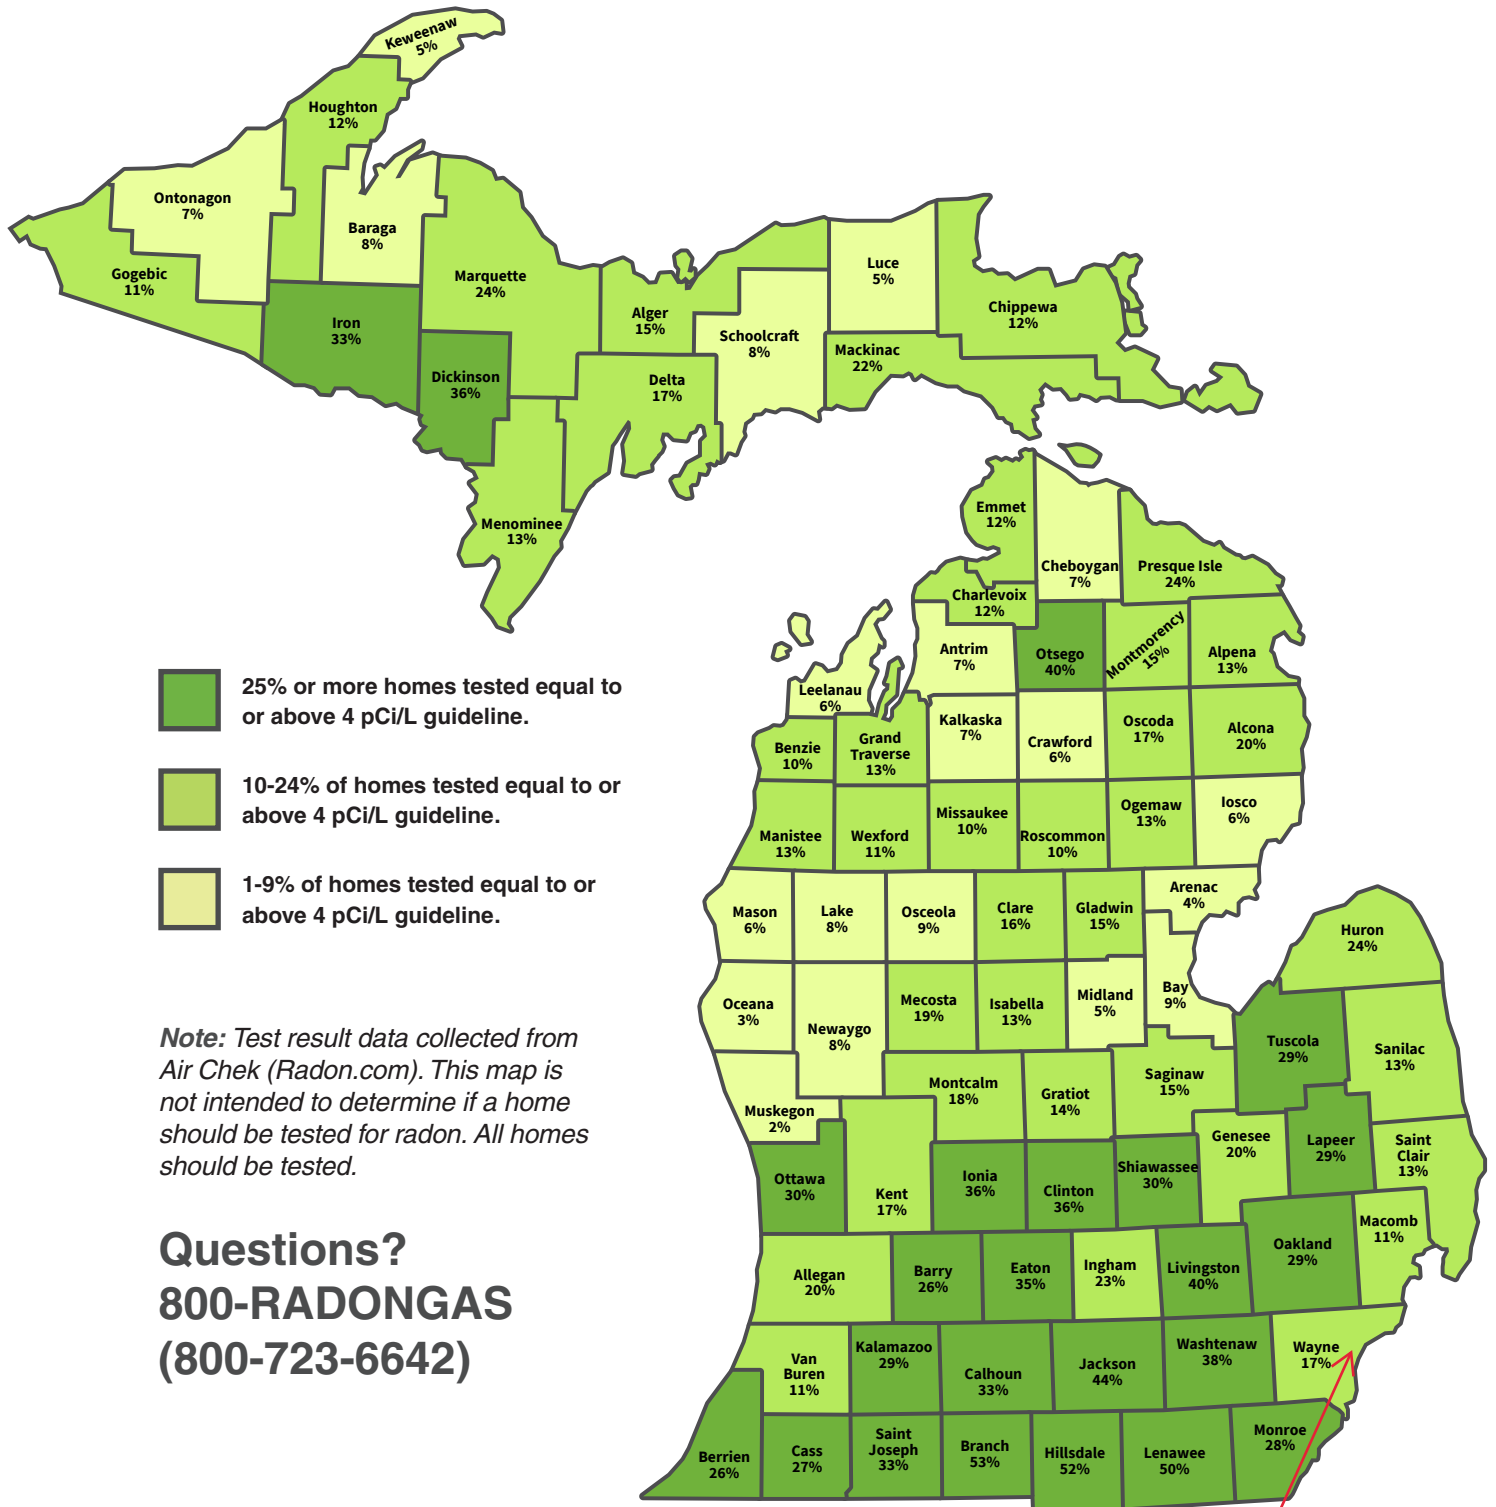 Keweenaw
5%
Houghton
12%
Ontonagon
7%
Baraga
8%
Gogebic
11%
Marquette
24%
Iron
33%
Dickinson
36%
Alger
15%
Schoolcraft
8%
Luce
5%
Chippewa
12%
Mackinac
22%
Delta
17%
Menominee
13%
Emmet
12%
Cheboygan
7%
Presque Isle
24%
Charlevoix
12%
Antrim
7%
Otsego
40%
Montmorency
15%
Alpena
13%
Leelanau
6%
25% or more homes tested equal to
or above 4 pCi/L guideline.
Benzie
10%
Grand
Traverse
13%
Kalkaska
7%
Crawford
6%
Oscoda
17%
Alcona
20%
10-24% of homes tested equal to or
above 4 pCi/L guideline.
Manistee
13%
Wexford
11%
Missaukee
10%
Roscommon
10%
Ogemaw
13%
Iosco
6%
1-9% of homes tested equal to or
above 4 pCi/L guideline.
Mason
6%
Lake
8%
Osceola
9%
Clare
16%
Gladwin
15%
Arenac
4%
Huron
24%
Oceana
3%
Newaygo
8%
Mecosta
19%
Isabella
13%
Midland
5%
Bay
9%
Tuscola
29%
Sanilac
13%
Note: Test result data collected from
Air Chek (Radon.com). This map is
not intended to determine if a home
should be tested for radon. All homes
should be tested.
Muskegon
2%
Montcalm
18%
Gratiot
14%
Saginaw
15%
Genesee
20%
Lapeer
29%
Saint
Clair
13%
Ottawa
30%
Kent
17%
Ionia
36%
Clinton
36%
Shiawassee
30%
Questions?
800-RADONGAS
(800-723-6642)
Allegan
20%
Barry
26%
Eaton
35%
Ingham
23%
Livingston
40%
Oakland
29%
Macomb
11%
Van
Buren
11%
Kalamazoo
29%
Calhoun
33%
Jackson
44%
Washtenaw
38%
Wayne
17%
Berrien
26%
Cass
27%
Saint
Joseph
33%
Branch
53%
Hillsdale
52%
Lenawee
50%
Monroe
28%